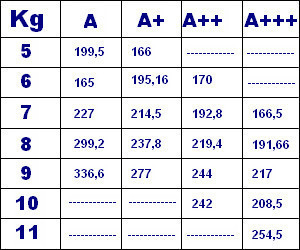 Kg A A+ A++ A+++
5 199,5 166 ----------- -----------
6 165 195,16 170 -----------
7 227 214,5 192,8 166,5
8 299,2 237,8 219,4 191,66
9 336,6 277 244 217
10 ----------- ----------- 242 208,5
11 ----------- ----------- ----------- 254,5